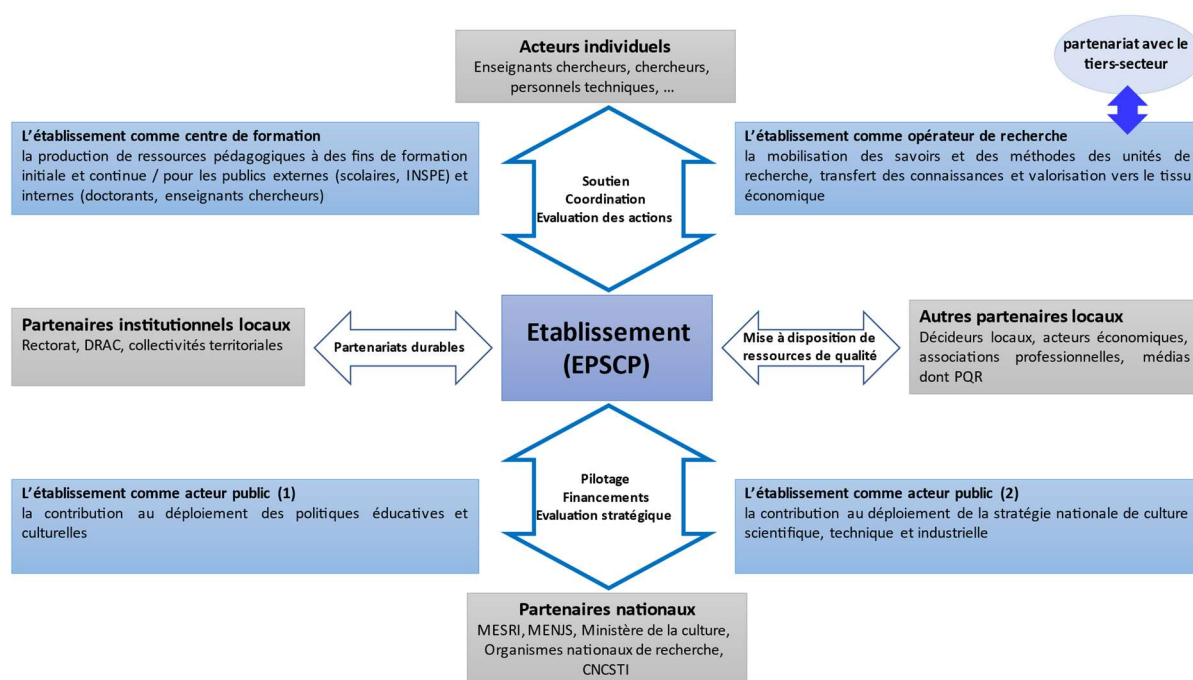 Acteurs individuels
Enseignants chercheurs, chercheurs,
personnels techniques, ...
partenariat avec le
tiers-secteur
L'établissement comme centre de formation
la production de ressources pédagogiques à des fins de formation
initiale et continue / pour les publics externes (scolaires, INSPE) et
internes (doctorants, enseignants chercheurs)
Soutien
Coordination
Evaluation des actions
L'établissement comme opérateur de recherche
la mobilisation des savoirs et des méthodes des unités de
recherche, transfert des connaissances et valorisation vers le tissu
économique
Partenaires institutionnels locaux
Rectorat, DRAC, collectivités territoriales
Partenariats durables
Etablissement
(EPSCP)
Mise à disposition de
ressources de qualité
Autres partenaires locaux
Décideurs locaux, acteurs économiques,
associations professionnelles, médias
dont PQR
L'établissement comme acteur public (1)
la contribution au déploiement des politiques éducatives et
culturelles
Pilotage
Financements
Evaluation stratégique
L'établissement comme acteur public (2)
la contribution au déploiement de la stratégie nationale de culture
scientifique, technique et industrielle
Partenaires nationaux
MESRI, MENJS, Ministère de la culture,
Organismes nationaux de recherche,
CNCSTI